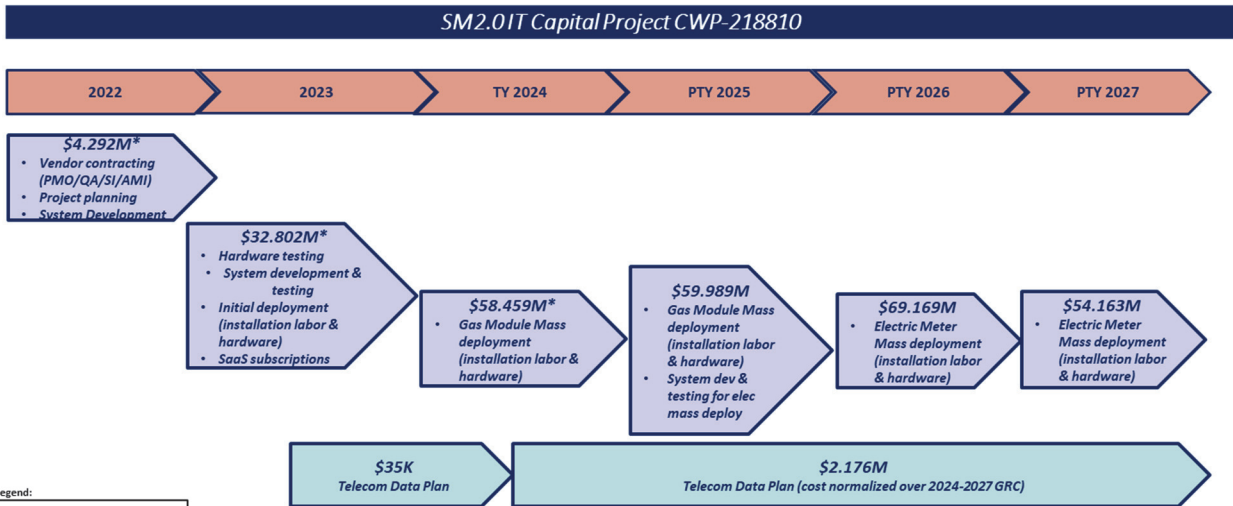 SM2.0 IT Capital Project CWP-218810
2022
2023
TY 2024
PTY 2025
PTY 2026
PTY 2027
$4.292M*
• Vendor contracting
(PMO/QA/SI/AMI)
• Project planning
• System Development
$32.802M*
• Hardware testing
• System development &
testing
• Initial deployment
(installation labor &
hardware)
• SaaS subscriptions
$58.459M*
• Gas Module Mass
deployment
(installation labor &
hardware)
$59.989M
• Gas Module Mass
deployment
(installation labor
& hardware)
• System dev &
testing for elec
mass deploy
$69.169M
• Electric Meter
Mass deployment
(installation labor
& hardware)
$54.163M
• Electric Meter
Mass deployment
(installation labor
& hardware)
$35K
Telecom Data Plan
$2.176M
Telecom Data Plan (cost normalized over 2024-2027 GRC)
egend: